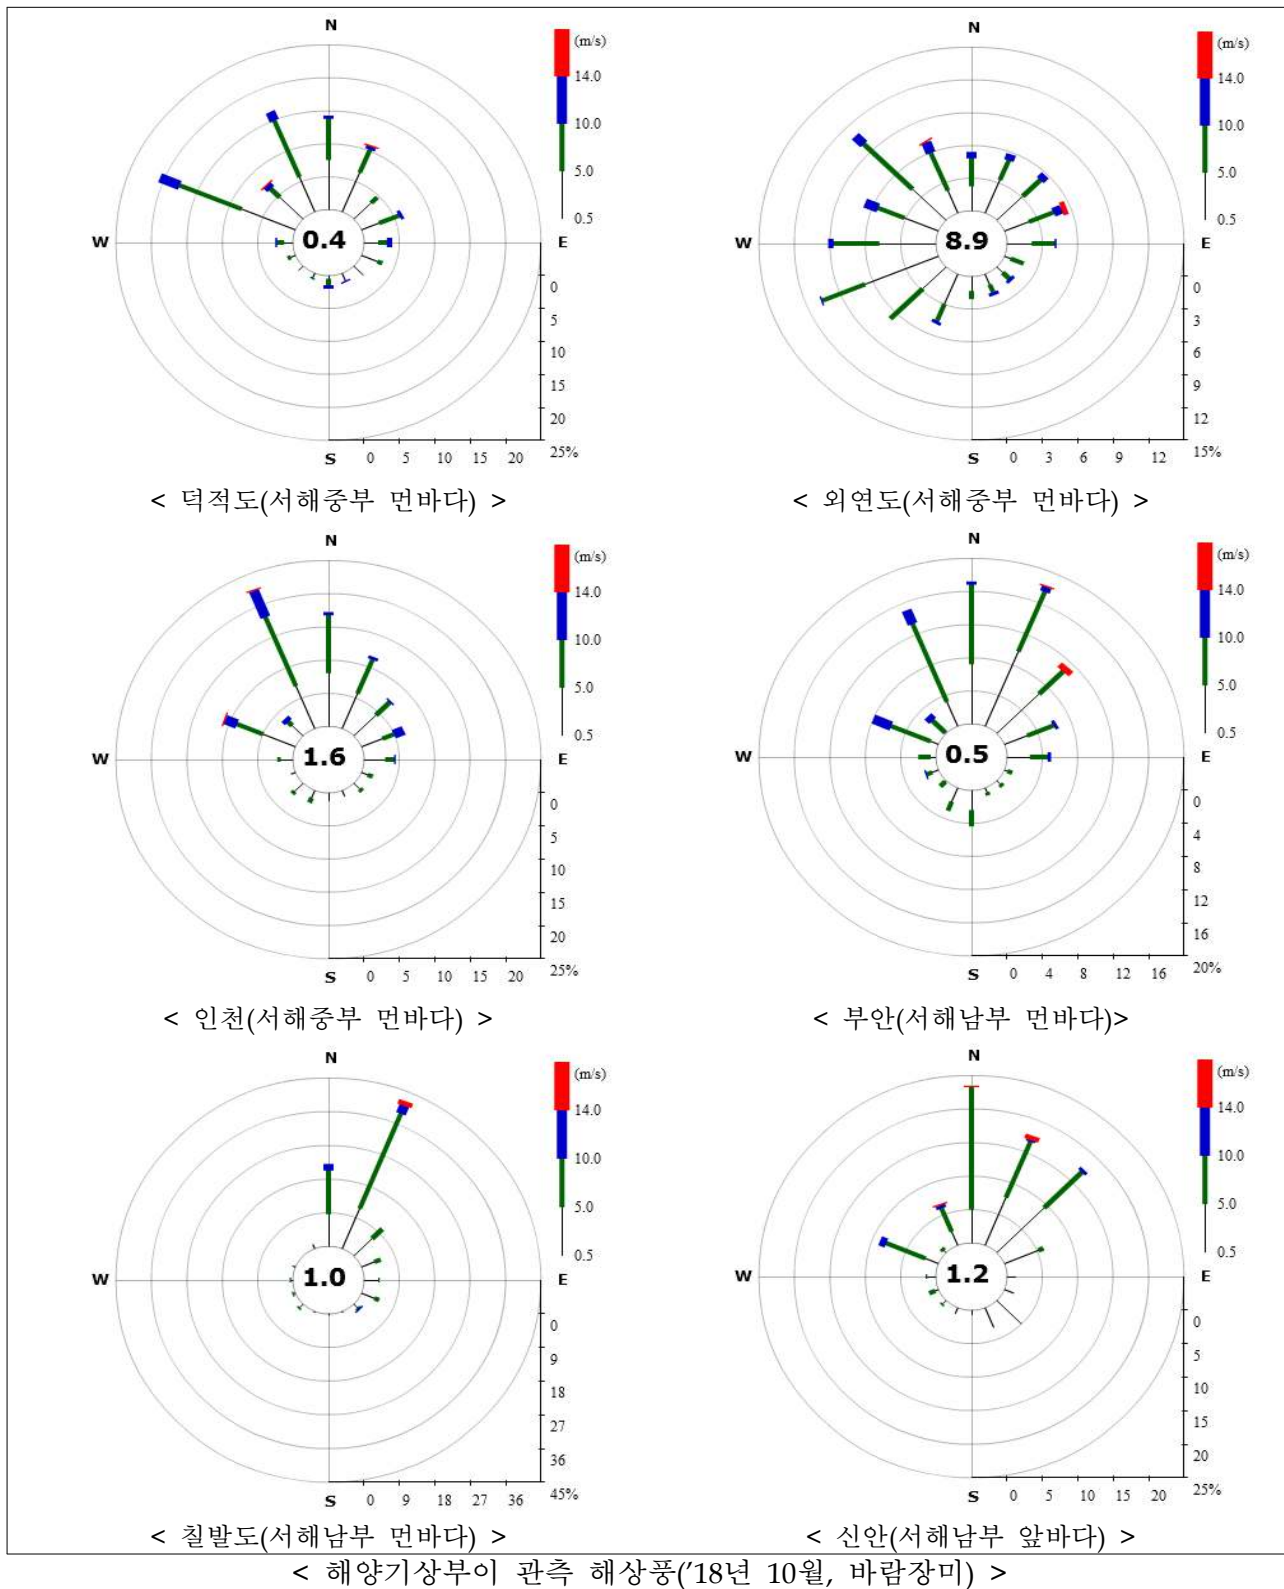 N
(m/s)
14.0
10.0
5.0
0.5
W
0.4
E
0
5
10
15
20
25%
S 0 5 10 15 20
< 덕적도(서해중부 먼바다) >
N
(m/s)
14.0
10.0
5.0
0.5
W
8.9
E
0
3
6
9
12
15%
S 0 3 6 9 12
< 외연도(서해중부 먼바다) >
N
(m/s)
14.0
10.0
5.0
0.5
W
1.6
E
0
5
10
15
20
25%
S 0 5 10 15 20
< 인천(서해중부 먼바다) >
N
(m/s)
14.0
10.0
5.0
0.5
W
0.5
E
0
4
8
12
16
20%
S 0 4 8 12 16
< 부안(서해남부 먼바다)>
N
(m/s)
14.0
10.0
5.0
0.5
W
1.0
E
0
9
18
27
36
45%
S 0 9 18 27 36
< 칠발도(서해남부 먼바다) >
N
(m/s)
14.0
10.0
5.0
0.5
W
1.2
E
0
5
10
15
20
25%
S 0 5 10 15 20
< 신안(서해남부 앞바다) >
< 해양기상부이 관측 해상풍('18년 10월, 바람장미) >